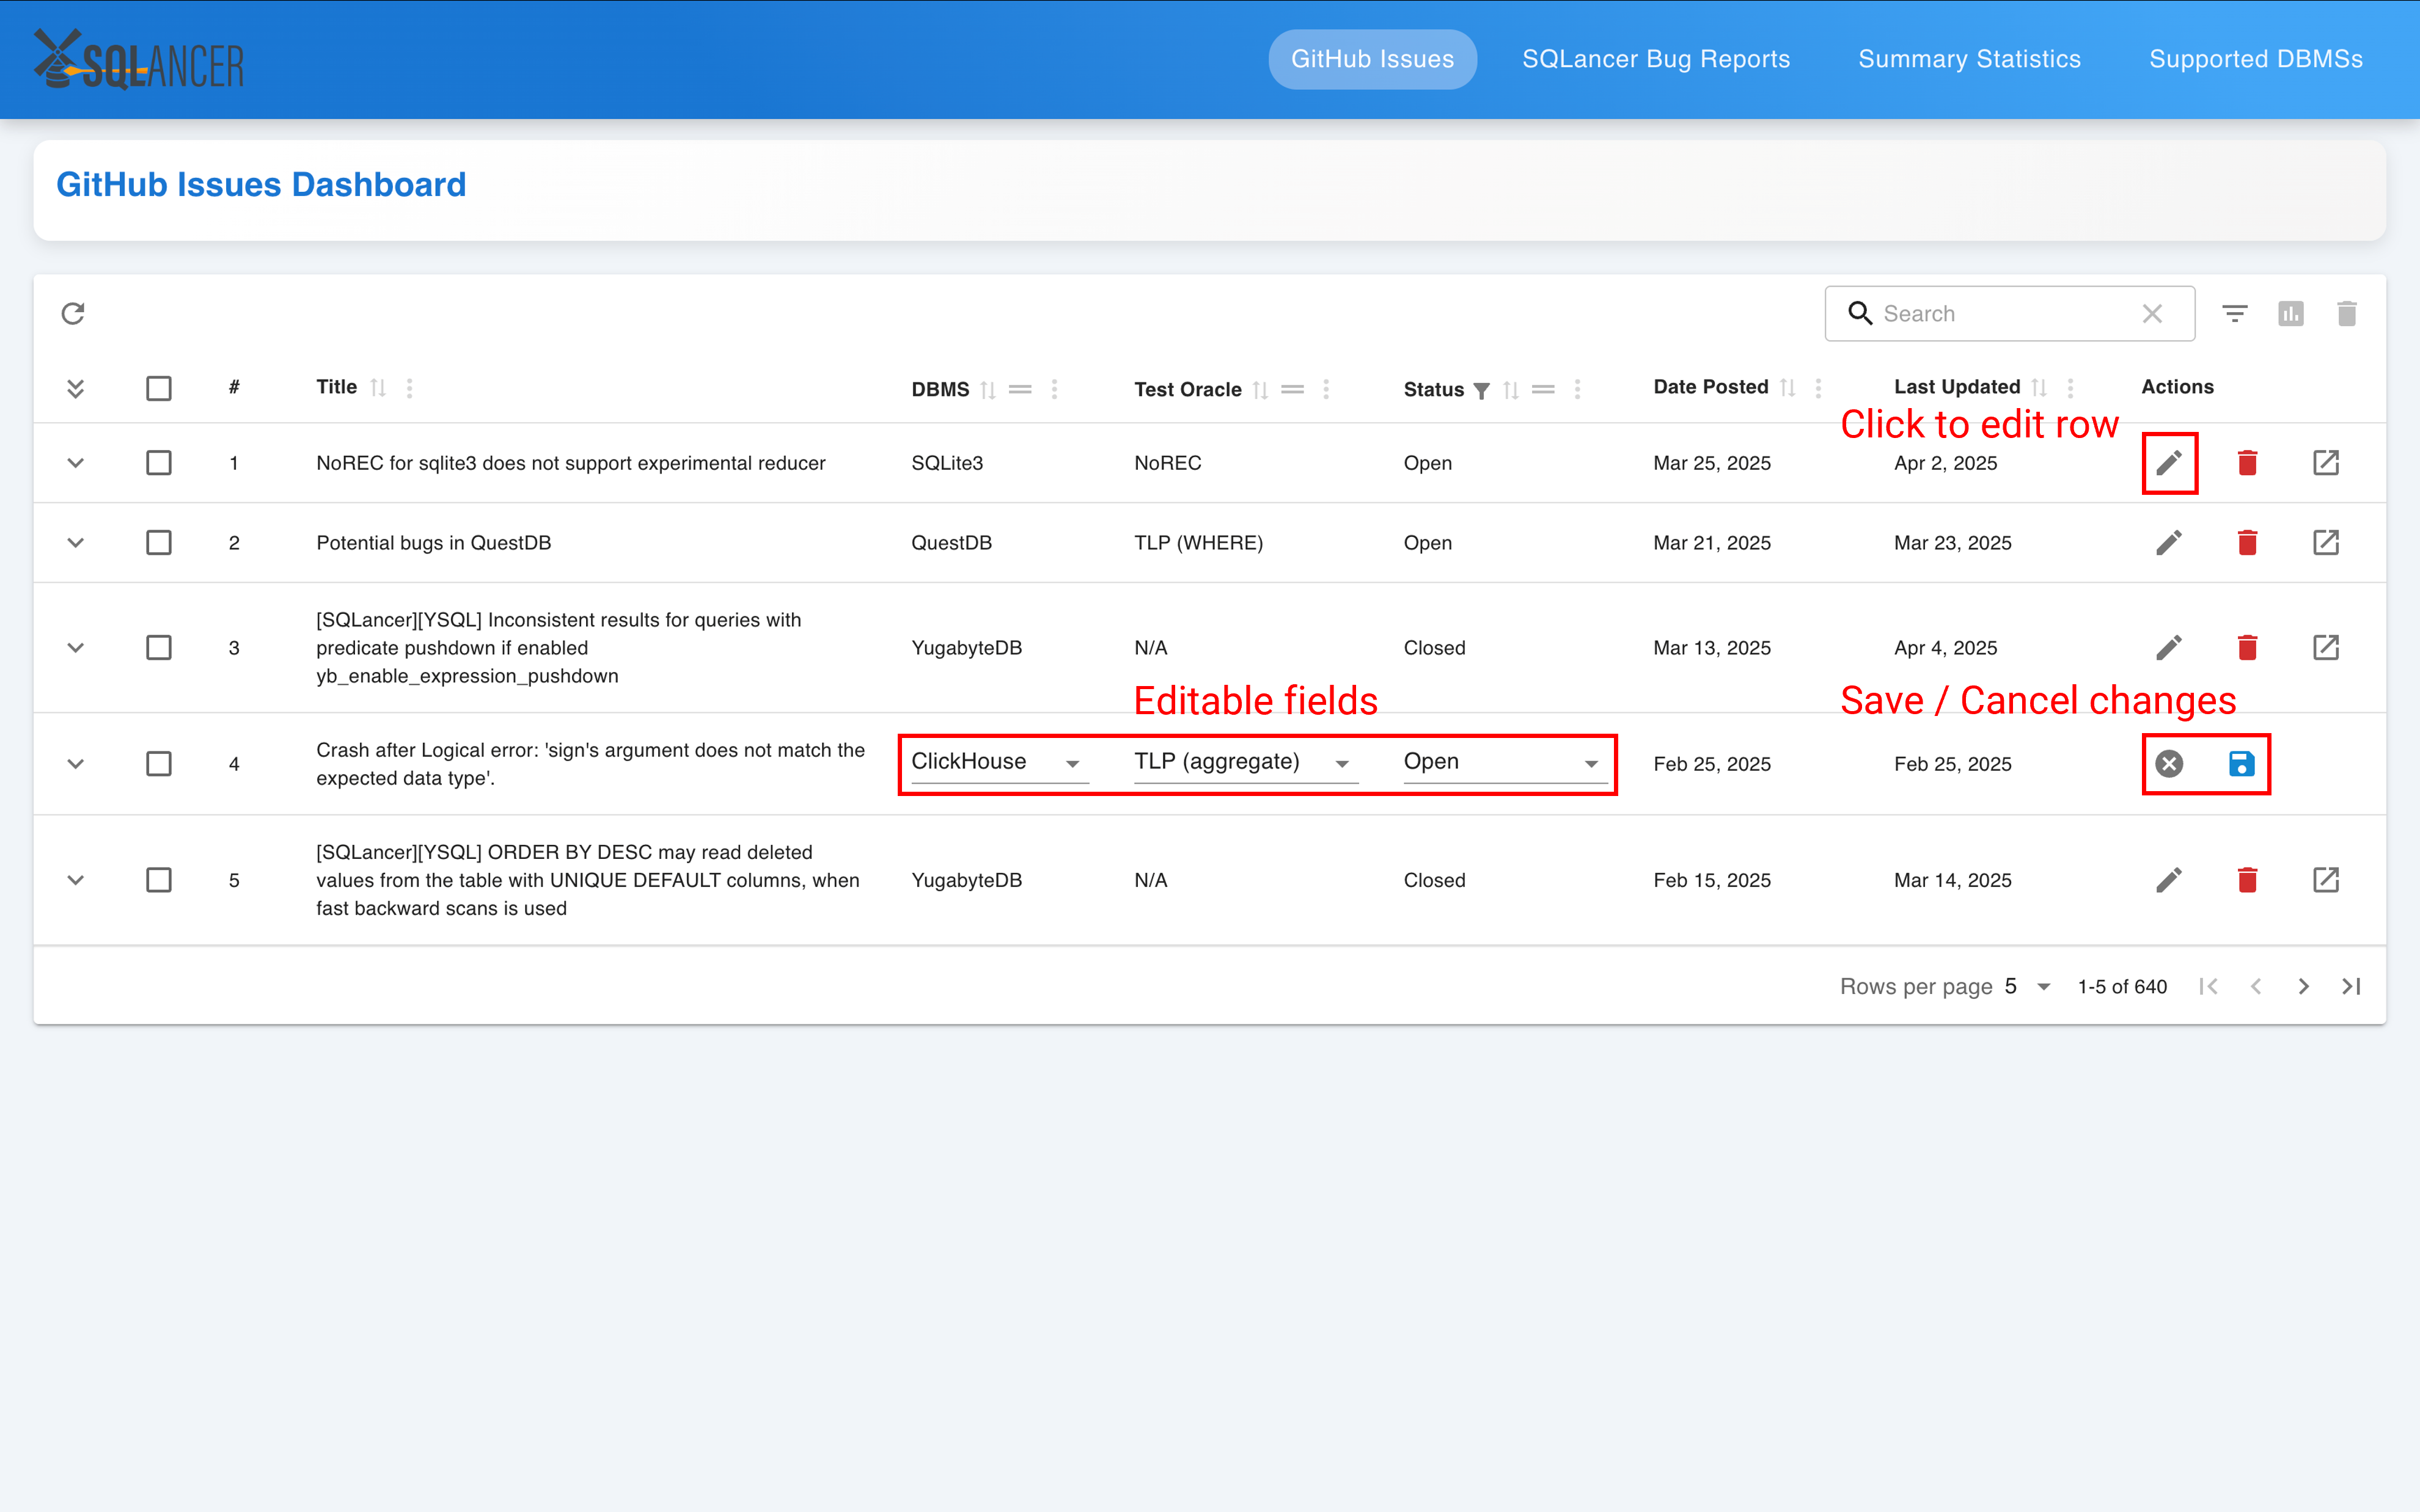 SQLANCER
GitHub Issues
SQLancer Bug Reports
Summary Statistics
Supported DBMSs
GitHub Issues Dashboard
Search
# Title DBMS Test Oracle Status Date Posted Last Updated Actions
Click to edit row
1 NoREC for sqlite3 does not support experimental reducer SQLite3 NoREC Open Mar 25, 2025 Apr 2, 2025
2 Potential bugs in QuestDB QuestDB TLP (WHERE) Open Mar 21, 2025 Mar 23, 2025
[SQLancer][YSQL] Inconsistent results for queries with
3 predicate pushdown if enabled YugabyteDB N/A Closed Mar 13, 2025 Apr 4, 2025
yb_enable_expression_pushdown
Editable fields
Save / Cancel changes
Crash after Logical error: 'sign's argument does not match the
4 ClickHouse TLP (aggregate) Open Feb 25, 2025 Feb 25, 2025
expected data type'.
[SQLancer][YSQL] ORDER BY DESC may read deleted
5 values from the table with UNIQUE DEFAULT columns, when YugabyteDB N/A Closed Feb 15, 2025 Mar 14, 2025
fast backward scans is used
Rows per page 5 1-5 of 640